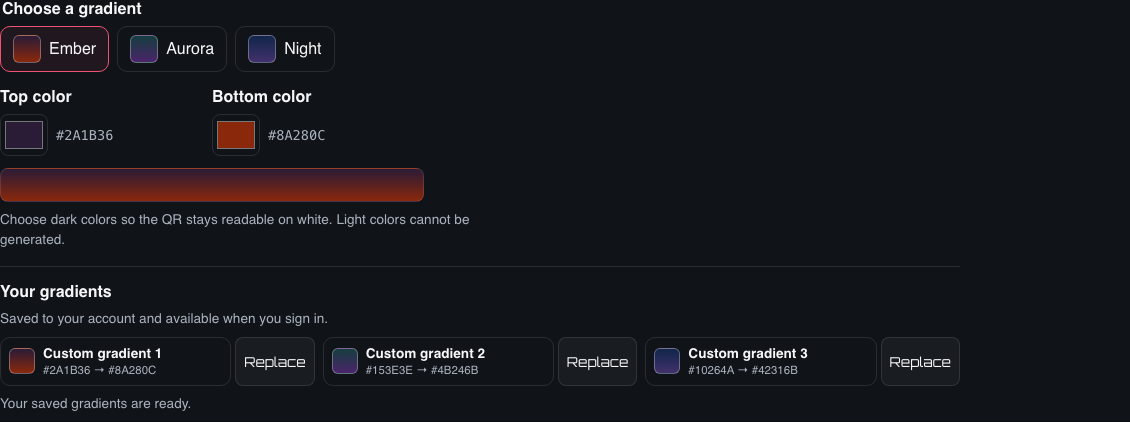 Choose a gradient
Ember Aurora Night
Top color Bottom color
#2A1B36 #8A280C
Choose dark colors so the QR stays readable on white. Light colors cannot be
generated.
Your gradients
Saved to your account and available when you sign in.
Custom gradient 1
#2A1B36 → #8A280C
Replace
Custom gradient 2
#153E3E → #4B246B
Replace
Custom gradient 3
#10264A → #42316B
Replace
Your saved gradients are ready.